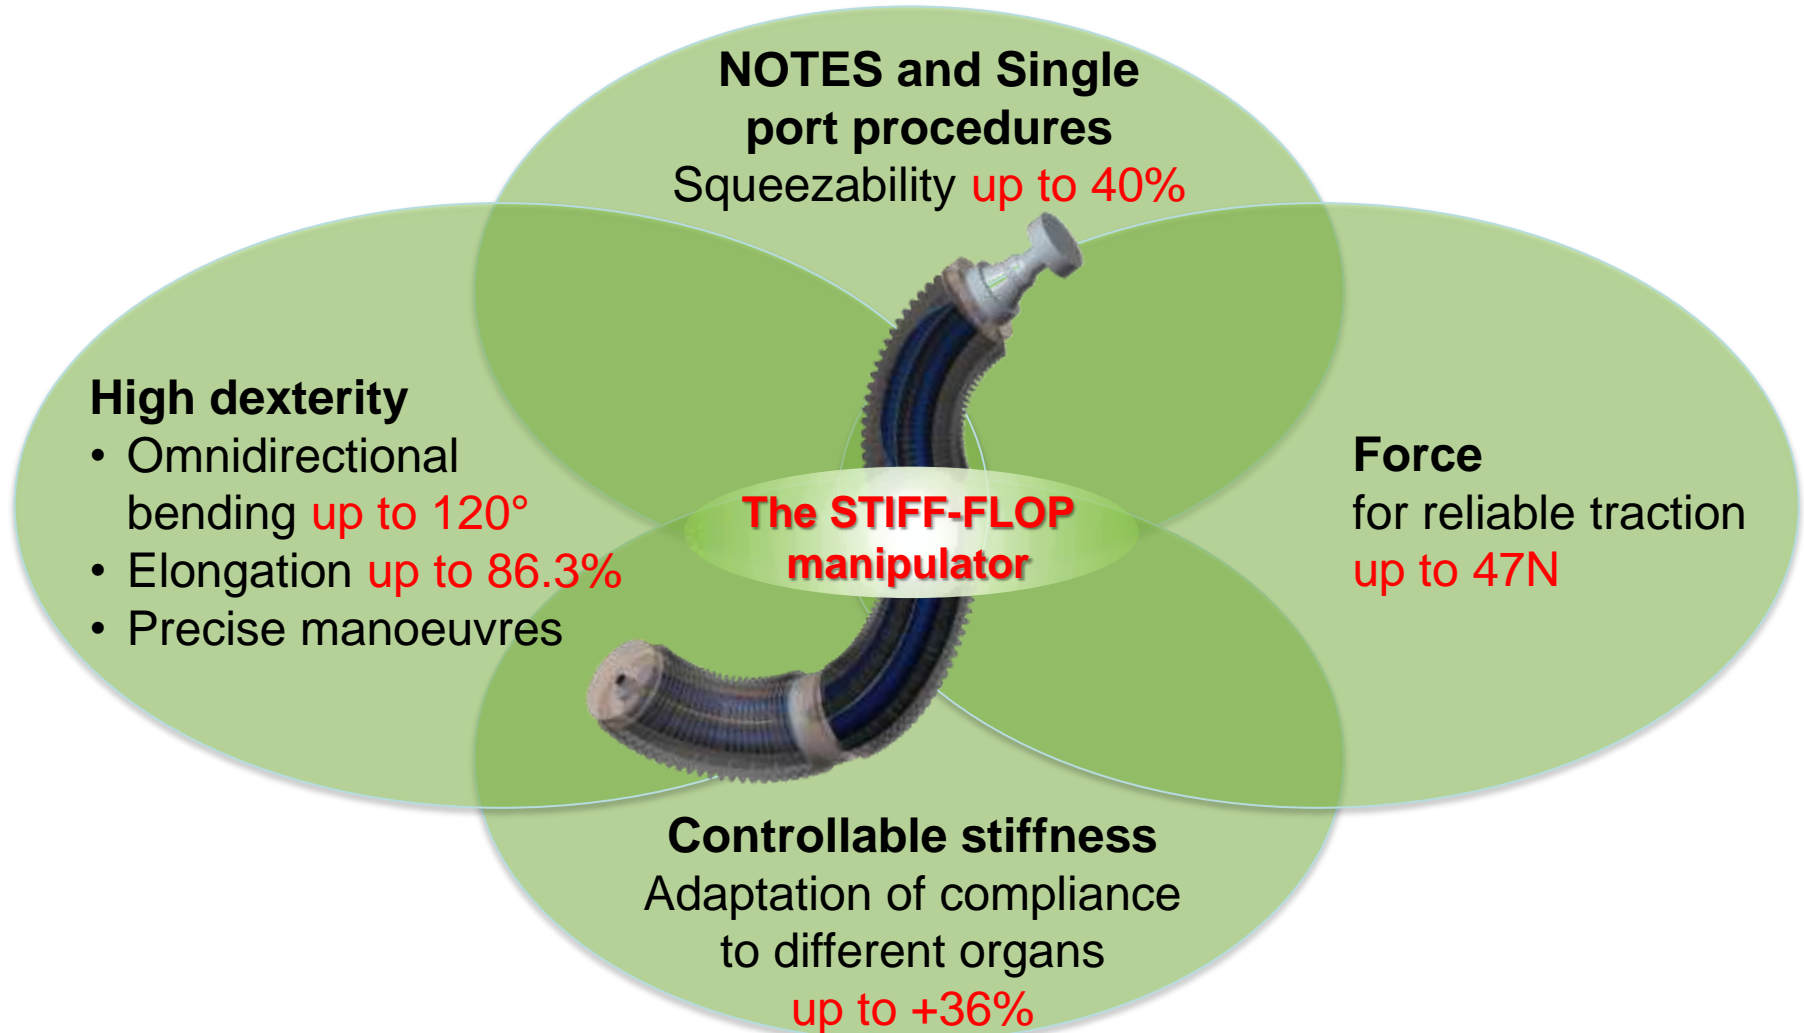 NOTES and Single
port procedures
Squeezability up to 40%
High dexterity
• Omnidirectional
bending up to 120°
• Elongation up to 86.3%
• Precise manoeuvres
The STIFF-FLOP
manipulator
Force
for reliable traction
up to 47N
Controllable stiffness
Adaptation of compliance
to different organs
up to +36%